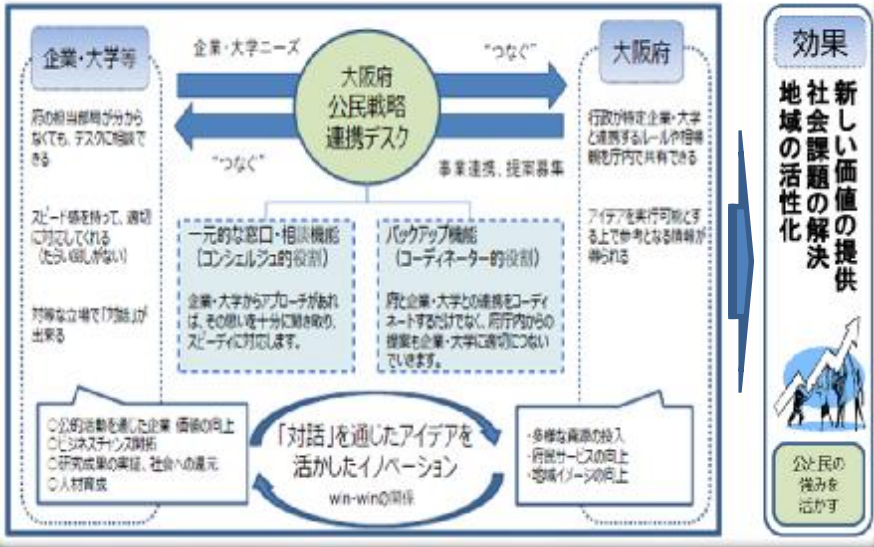 企業・大学等
府の担当部局が分から
なくても、デスクに相談で
きる
スピード感を持って、適切
に対応してくれる
(たらい回しがない)
対等な立場で「対話」が
出来る
企業・大学ニーズ
“つなぐ”
大阪府
公民戦略
連携デスク
“つなぐ”
事業連携、提案募集
大阪府
行政が特定企業・大学
と連携するルールや相場
観を庁内で共有できる
アイデアを実行可能とす
る上で参考となる情報が
得られる
一元的な窓口・相談機能
(コンシェルジュ的役割)
企業・大学からアプローチがあれ
ば、その思いを十分に聞き取り、
スピーディに対応します。
バックアップ機能
(コーディネーター的役割)
府と企業・大学との連携をコーディ
ネートするだけでなく、府庁内からの
提案も企業・大学に適切につない
でいきます。
○公的活動を通じた企業 価値の向上
○ビジネスチャンス開拓
○研究成果の実証、社会への還元
○人材育成
「対話」を通じたアイデアを
活かしたイノベーション
win-winの関係
・多様な資源の投入
・府民サービスの向上
・地域イメージの向上
効果
新しい価値の提供
社会課題の解決
地域の活性化
公と民の
強みを
活かす